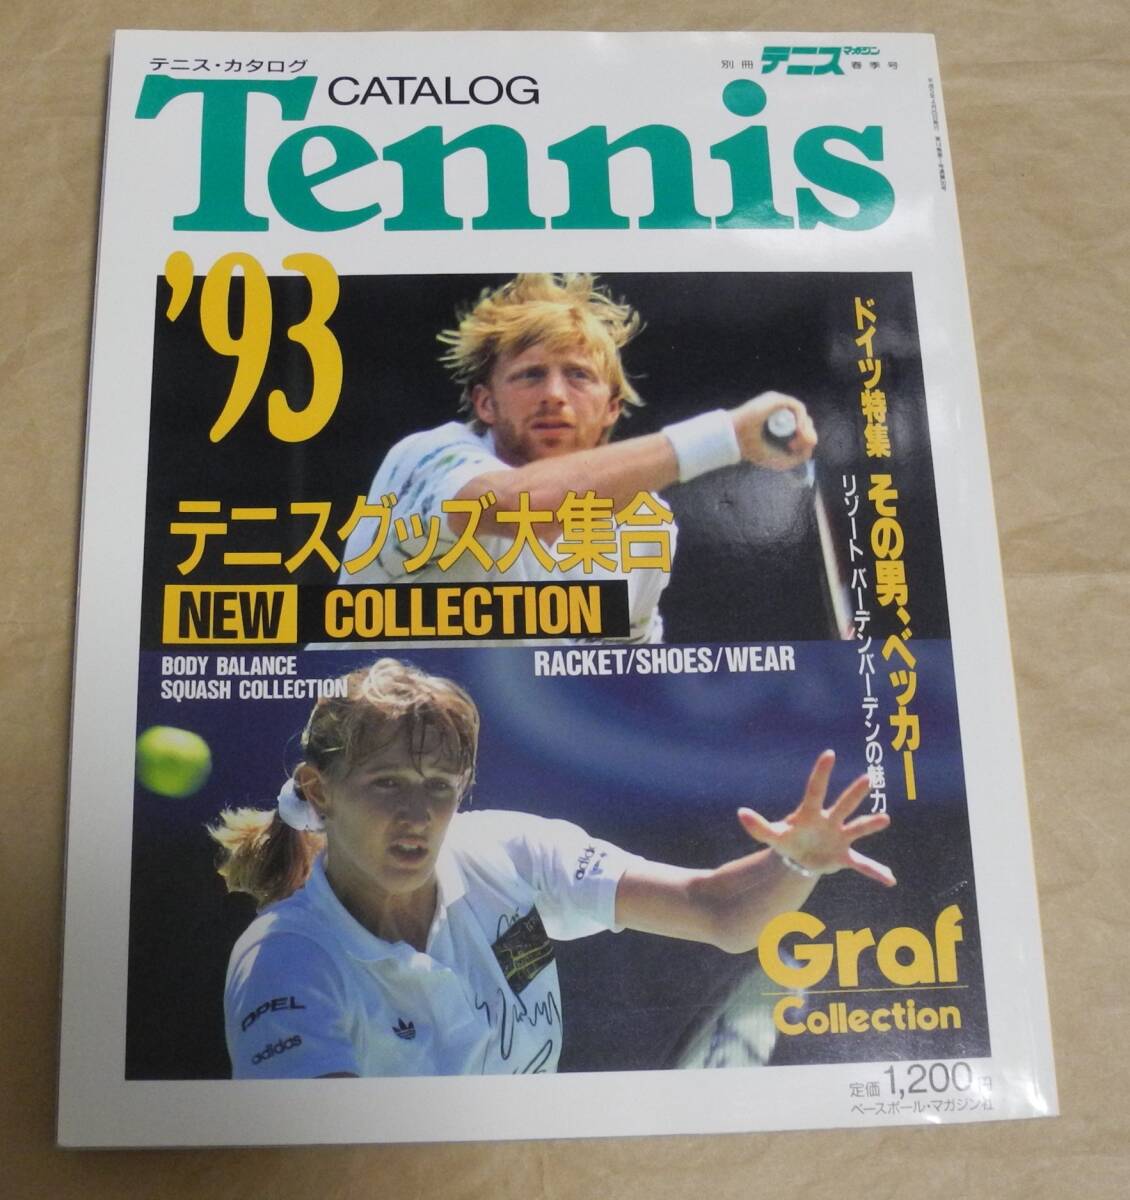 テニス・カタログ
CATALOG
Tennis
別冊 テニスマガジン 春季号
'93
ドイツ特集 その男、ベッカー
リゾート バーデンバーデンの魅力
テニスグッズ大集合
NEW COLLECTION
BODY BALANCE
SQUASH COLLECTION
RACKET/SHOES/WEAR
adidas
OPEL
adidas
Graf
Collection
定価1,200円
ベースボール・マガジン社